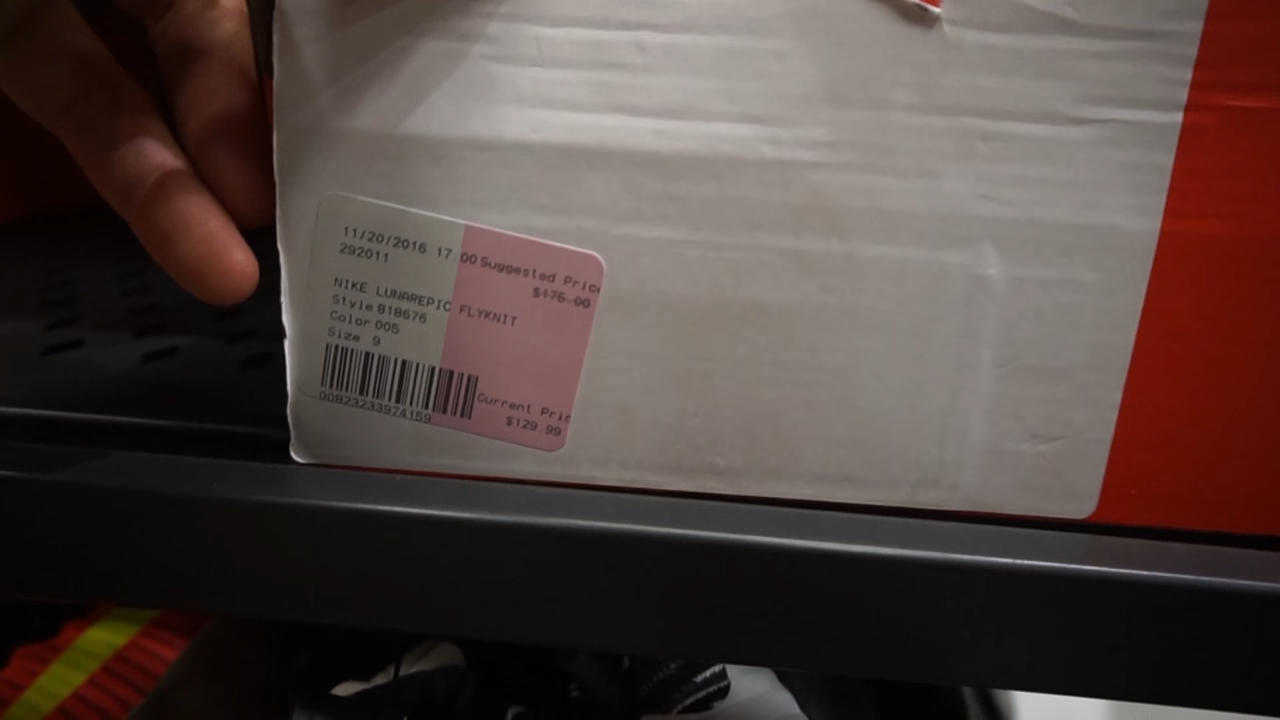 11/20/2016 17:00 Suggested Price
292011
$175.00
NIKE LUNAREPIC FLYKNIT
Style 818676
Color 005
Size 9
Current Pric
00823233974159
$129.99